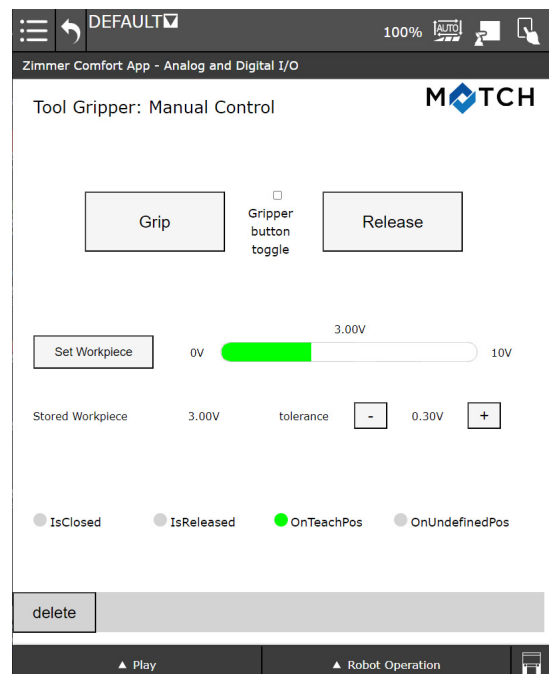 DEFAULT
100% AUTO
Zimmer Comfort App - Analog and Digital I/O
Tool Gripper: Manual Control
MOTCH
Grip
Gripper
button
toggle
Release
3.00V
Set Workpiece 0V 10V
Stored Workpiece 3.00V tolerance - 0.30V +
IsClosed IsReleased OnTeachPos OnUndefinedPos
delete
▲ Play ▲ Robot Operation